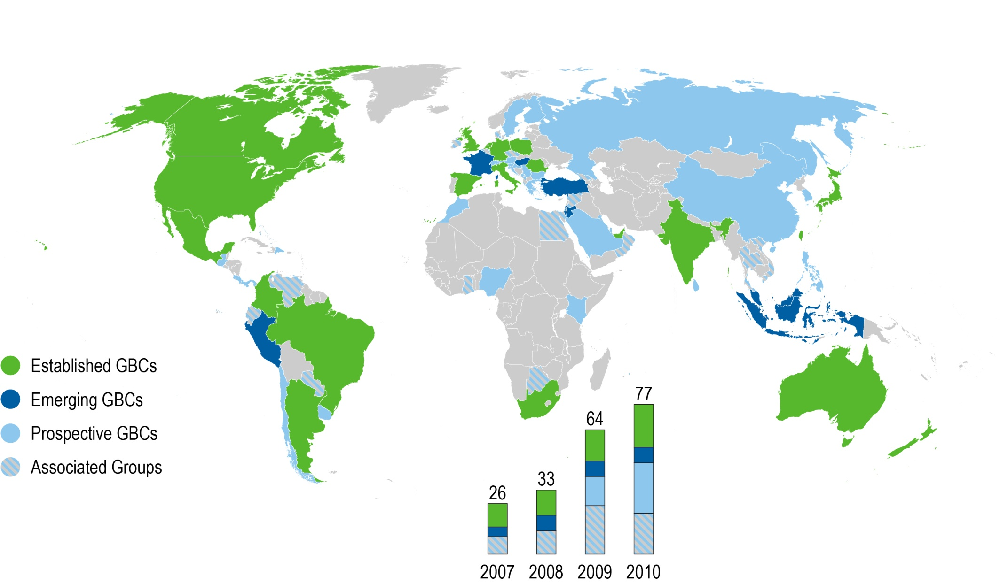 Established GBCs
Emerging GBCs
Prospective GBCs
Associated Groups
26
33
64
77
2007
2008
2009
2010